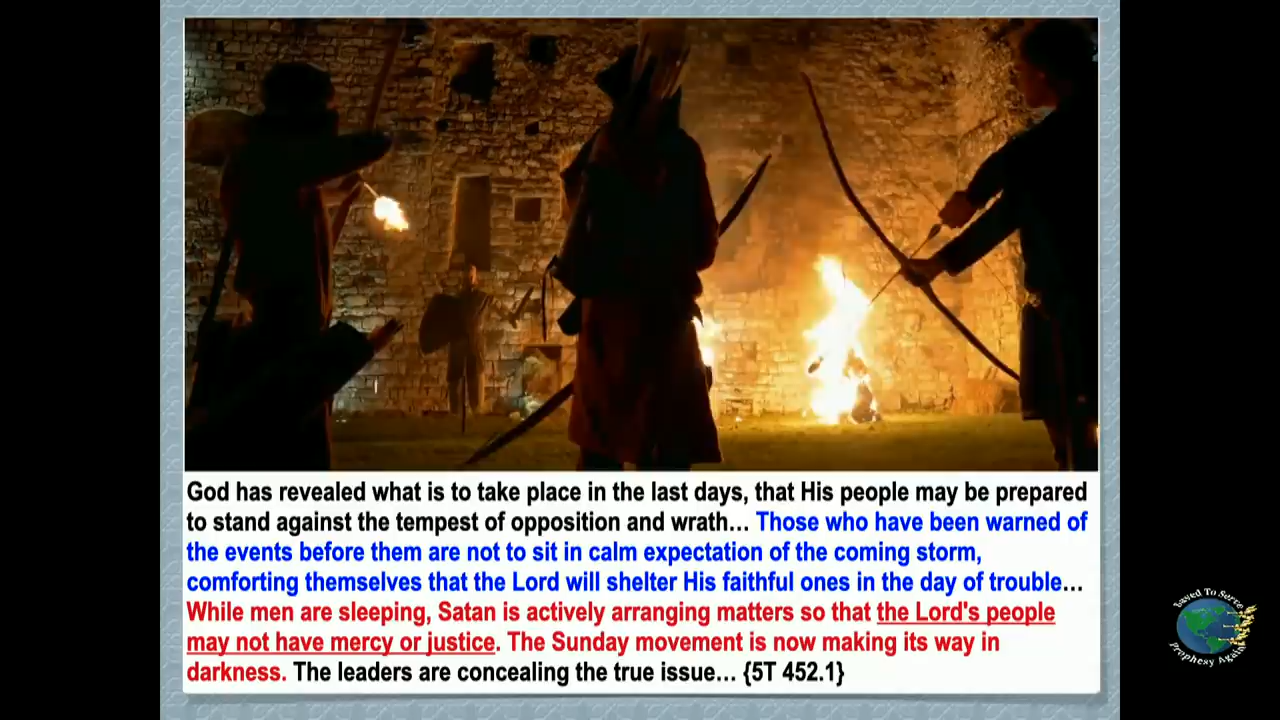 God has revealed what is to take place in the last days, that His people may be prepared
to stand against the tempest of opposition and wrath… Those who have been warned of
the events before them are not to sit in calm expectation of the coming storm,
comforting themselves that the Lord will shelter His faithful ones in the day of trouble…
While men are sleeping, Satan is actively arranging matters so that the Lord's people
may not have mercy or justice. The Sunday movement is now making its way in
darkness. The leaders are concealing the true issue… {5T 452.1}
Saved To Serve
Prophesy Again